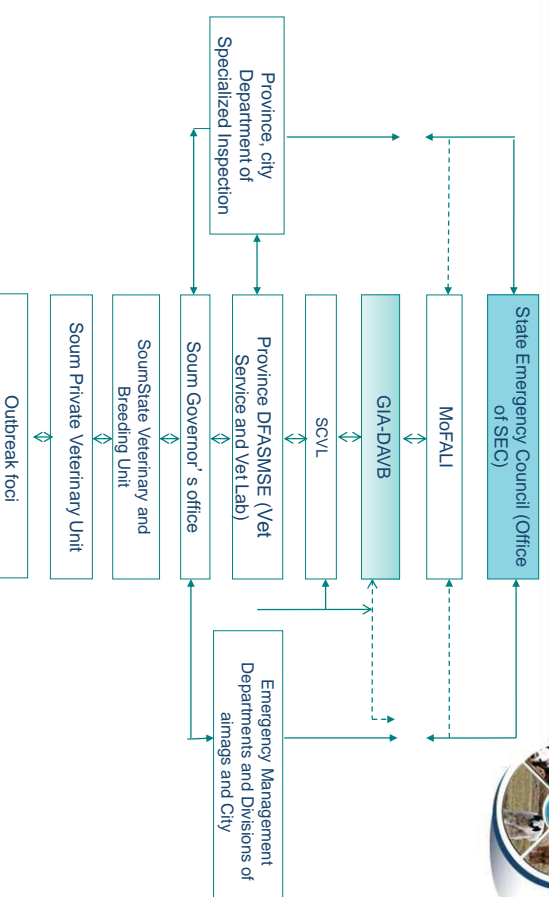 State Emergency Council (Office
of SEC)
MoFALI
GIA-DAVB
SCVL
Province DFASMSE (Vet
Service and Vet Lab)
Soum Governor’ s office
SoumState Veterinary and
Breeding Unit
Soum Private Veterinary Unit
Outbreak foci
Province, city
Department of
Specialized Inspection
Emergency Management
Departments and Divisions of
aimags and City